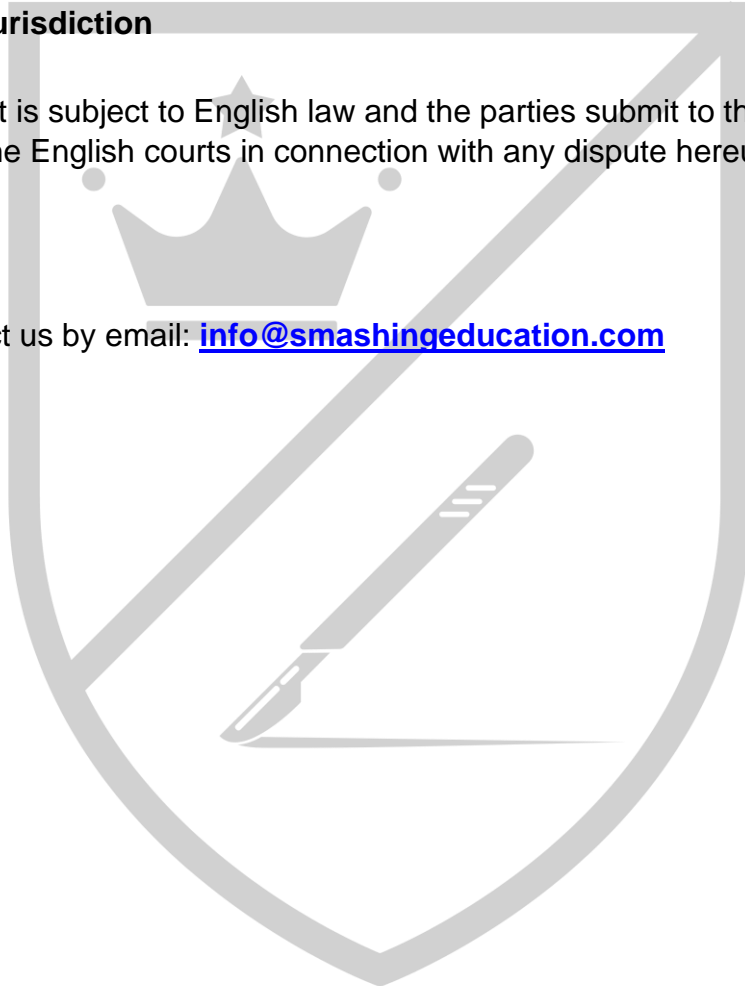 urisdiction
t is subject to English law and the parties submit to th
ne English courts in connection with any dispute hereu
ct us by email: info@smashingeducation.com